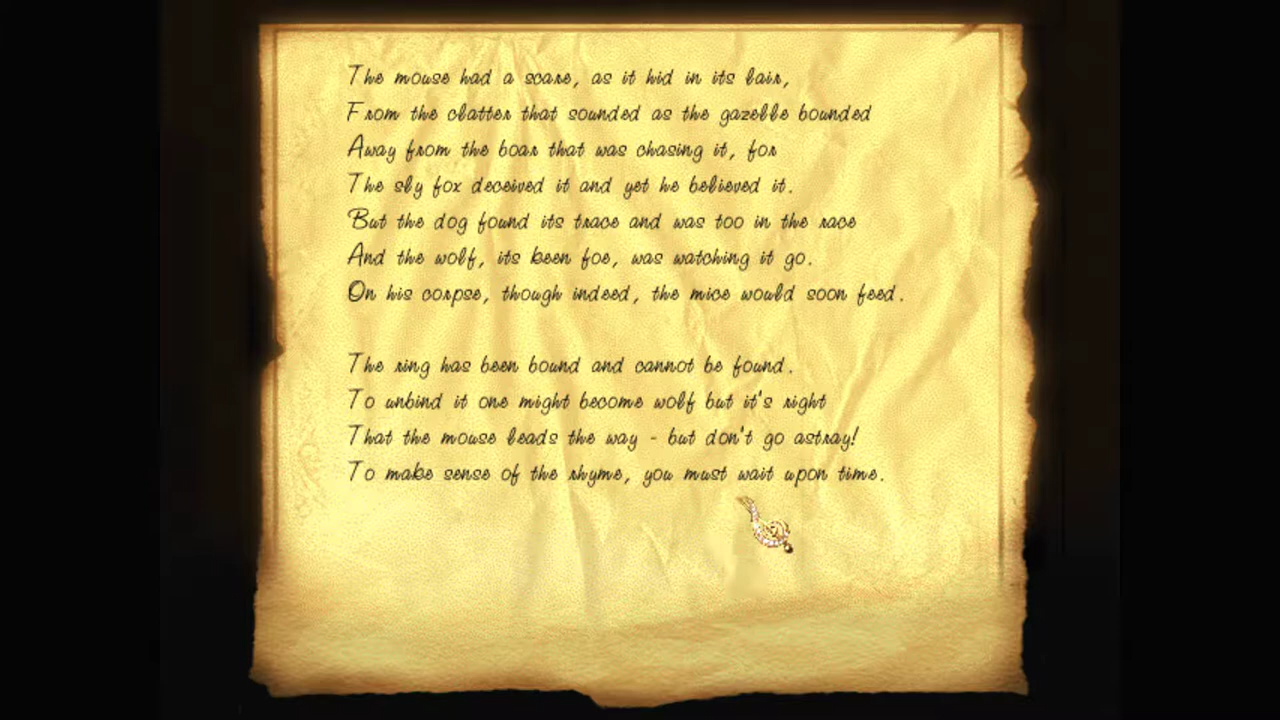 The mouse had a scare, as it hid in its lair,
From the clatter that sounded as the gazelle bounded
Away from the boar that was chasing it, for
The sly fox deceived it and yet he believed it.
But the dog found its trace and was too in the race
And the wolf, its keen foe, was watching it go.
On his corpse, though indeed, the mice would soon feed.
The ring has been bound and cannot be found.
To unbind it one might become wolf but it's right
That the mouse leads the way - but don't go astray!
To make sense of the rhyme, you must wait upon time.